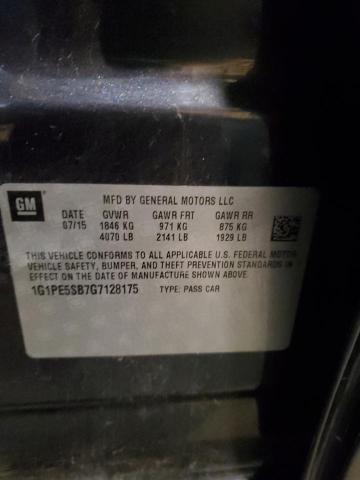 GM
MFD BY GENERAL MOTORS LLC
DATE GVWR GAWR FRT GAWR RR
07/15 1846 KG 971 KG 875 KG
4070 LB 2141 LB 1929 LB
THIS VEHICLE CONFORMS TO ALL APPLICABLE U.S. FEDERAL MOTOR
VEHICLE SAFETY, BUMPER, AND THEFT PREVENTION STANDARDS IN
EFFECT ON THE DATE OF MANUFACTURE SHOWN ABOVE.
1G1PE5SB7G7128175 TYPE: PASS CAR